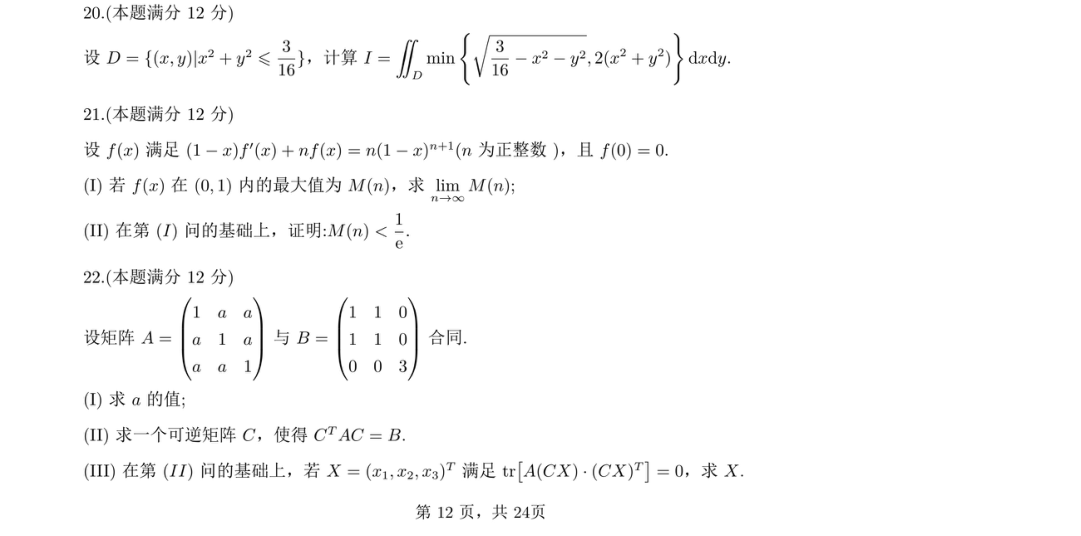 20.(本题满分 12 分)
设 D = {(x, y)|x² + y² ⩽ 3/16}，计算 I = ∬_D min{√(3/16 − x² − y²), 2(x² + y²)} dxdy.
21.(本题满分 12 分)
设 f(x) 满足 (1 − x)f′(x) + nf(x) = n(1 − x)ⁿ⁺¹(n 为正整数 )，且 f(0) = 0.
(I) 若 f(x) 在 (0, 1) 内的最大值为 M(n)，求 lim_{n→∞} M(n);
(II) 在第 (I) 问的基础上，证明:M(n) < 1/e.
22.(本题满分 12 分)
设矩阵 A = (1 a a; a 1 a; a a 1) 与 B = (1 1 0; 1 1 0; 0 0 3) 合同.
(I) 求 a 的值;
(II) 求一个可逆矩阵 C，使得 CᵀAC = B.
(III) 在第 (II) 问的基础上，若 X = (x₁, x₂, x₃)ᵀ 满足 tr[A(CX) · (CX)ᵀ] = 0，求 X.
第 12 页，共 24页